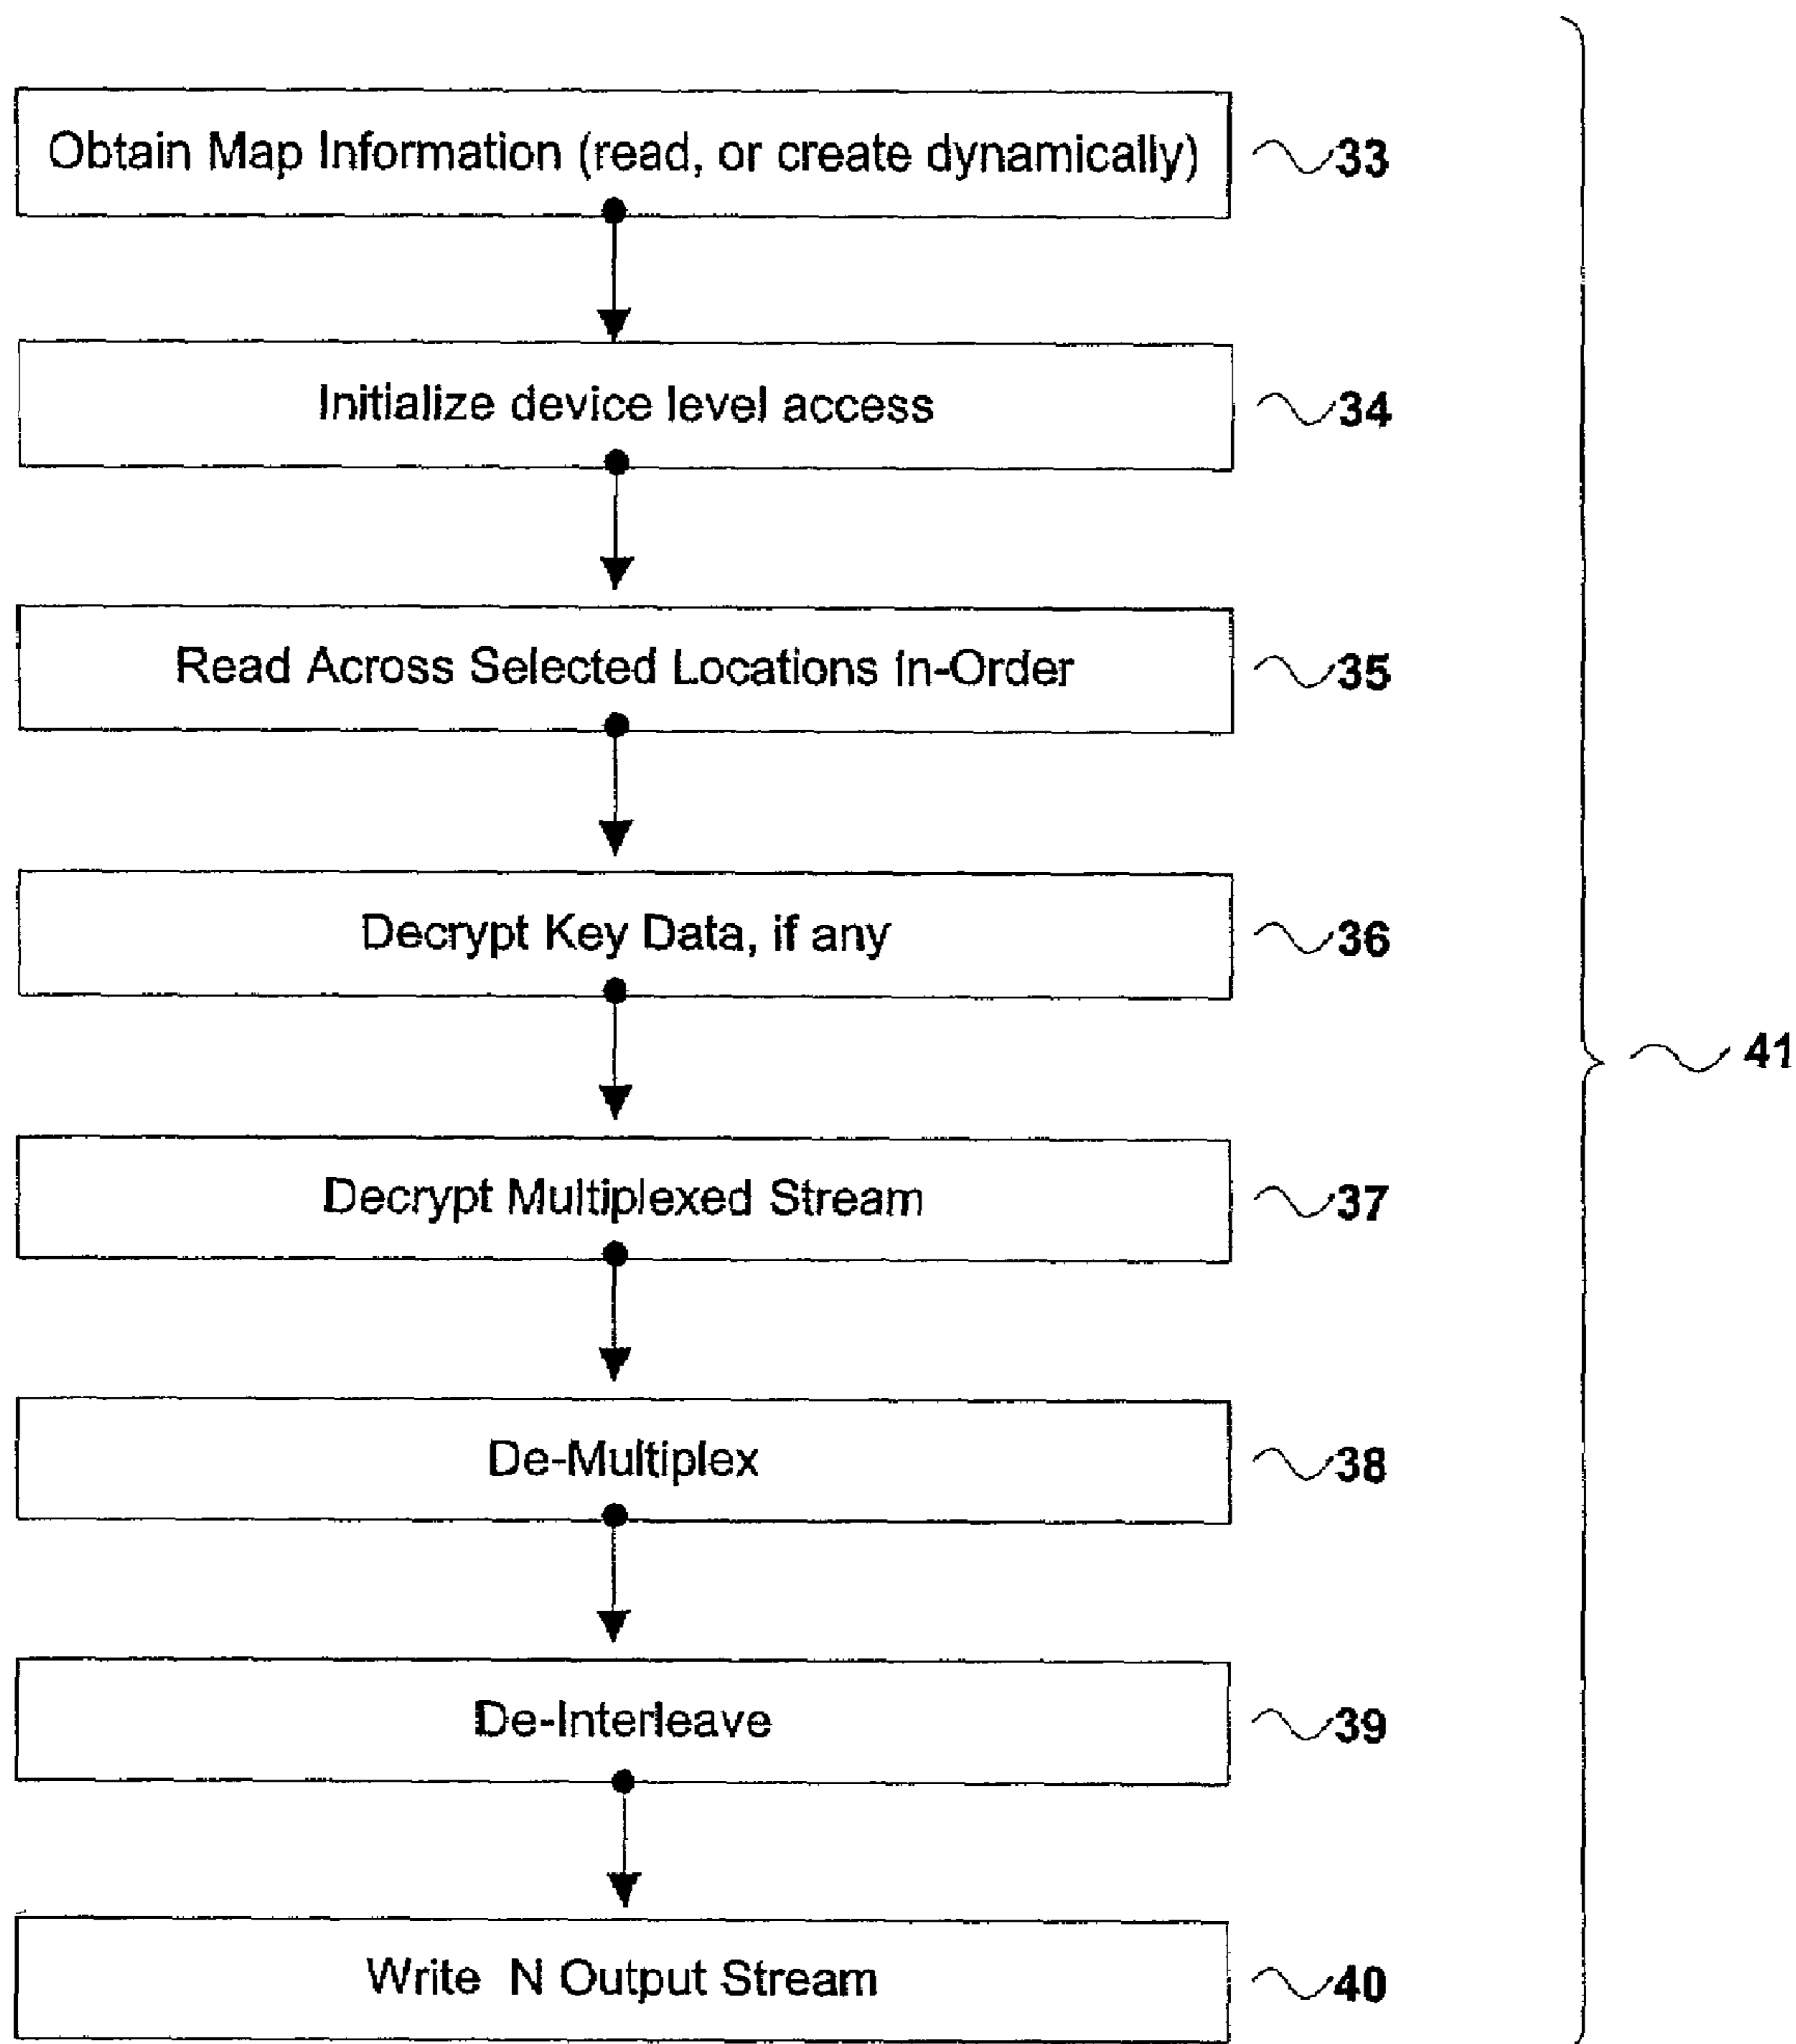 Obtain Map Information (read, or create dynamically) 33
Initialize device level access 34
Read Across Selected Locations In-Order 35
Decrypt Key Data, if any 36
41
Decrypt Multiplexed Stream 37
De-Multiplex 38
De-Interleave 39
Write N Output Stream 40